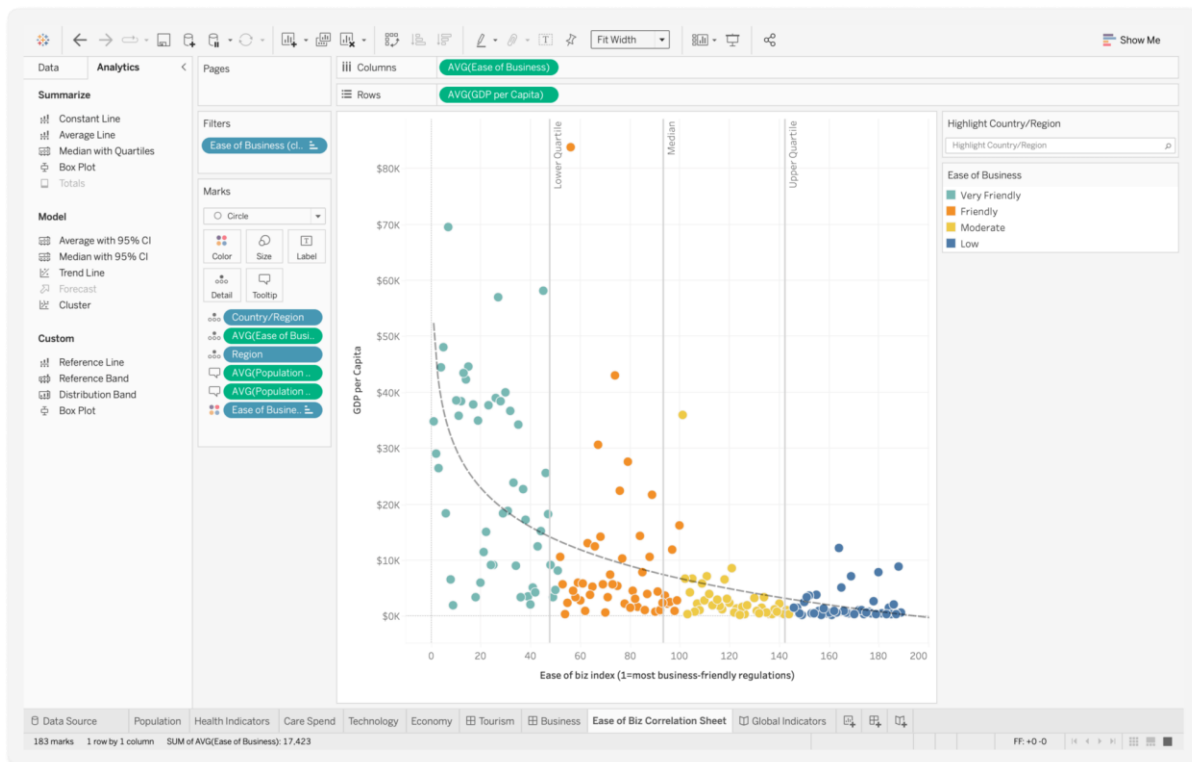 Fit Width
Show Me
Data
Analytics
Pages
iii Columns
AVG(Ease of Business)
Rows
AVG(GDP per Capita)
Summarize
Constant Line
Average Line
Median with Quartiles
Box Plot
Totals
Model
Average with 95% CI
Median with 95% CI
Trend Line
Forecast
Cluster
Custom
Reference Line
Reference Band
Distribution Band
Box Plot
Filters
Ease of Business (cl..
Marks
Circle
Color
Size
Label
Detail
Tooltip
Country/Region
AVG(Ease of Busi..
Region
AVG(Population ..
AVG(Population ..
Ease of Busine..
Lower Quartile
Median
Upper Quartile
GDP per Capita
$80K
$70K
$60K
$50K
$40K
$30K
$20K
$10K
$0K
0 20 40 60 80 100 120 140 160 180 200
Ease of biz index (1=most business-friendly regulations)
Highlight Country/Region
Highlight Country/Region
Ease of Business
Very Friendly
Friendly
Moderate
Low
Data Source
Population
Health Indicators
Care Spend
Technology
Economy
Tourism
Business
Ease of Biz Correlation Sheet
Global Indicators
183 marks 1 row by 1 column SUM of AVG(Ease of Business): 17,423
FF: +0 -0